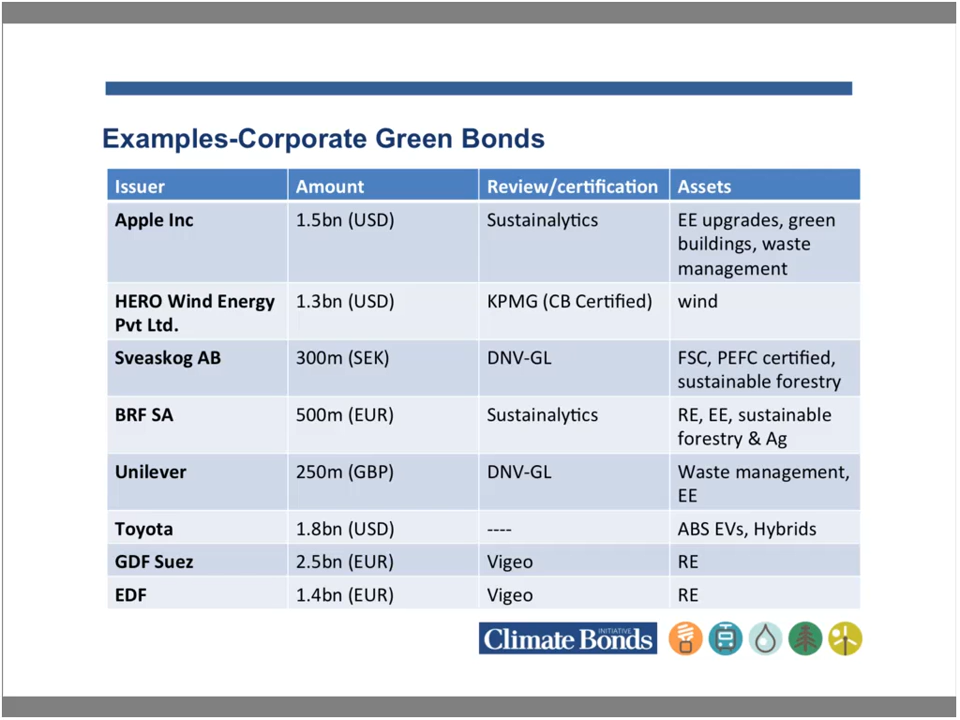 Examples-Corporate Green Bonds
Issuer Amount Review/certification Assets
Apple Inc 1.5bn (USD) Sustainalytics EE upgrades, green
buildings, waste
management
HERO Wind Energy 1.3bn (USD) KPMG (CB Certified) wind
Pvt Ltd.
Sveaskog AB 300m (SEK) DNV-GL FSC, PEFC certified,
sustainable forestry
BRF SA 500m (EUR) Sustainalytics RE, EE, sustainable
forestry & Ag
Unilever 250m (GBP) DNV-GL Waste management,
EE
Toyota 1.8bn (USD) ---- ABS EVs, Hybrids
GDF Suez 2.5bn (EUR) Vigeo RE
EDF 1.4bn (EUR) Vigeo RE
Climate Bonds INITIATIVE